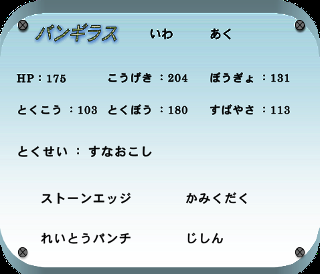 バンギラス いわ あく
HP：175 こうげき：204 ぼうぎょ：131
とくこう：103 とくぼう：180 すばやさ：113
とくせい：すなおこし
ストーンエッジ かみくだく
れいとうパンチ じしん